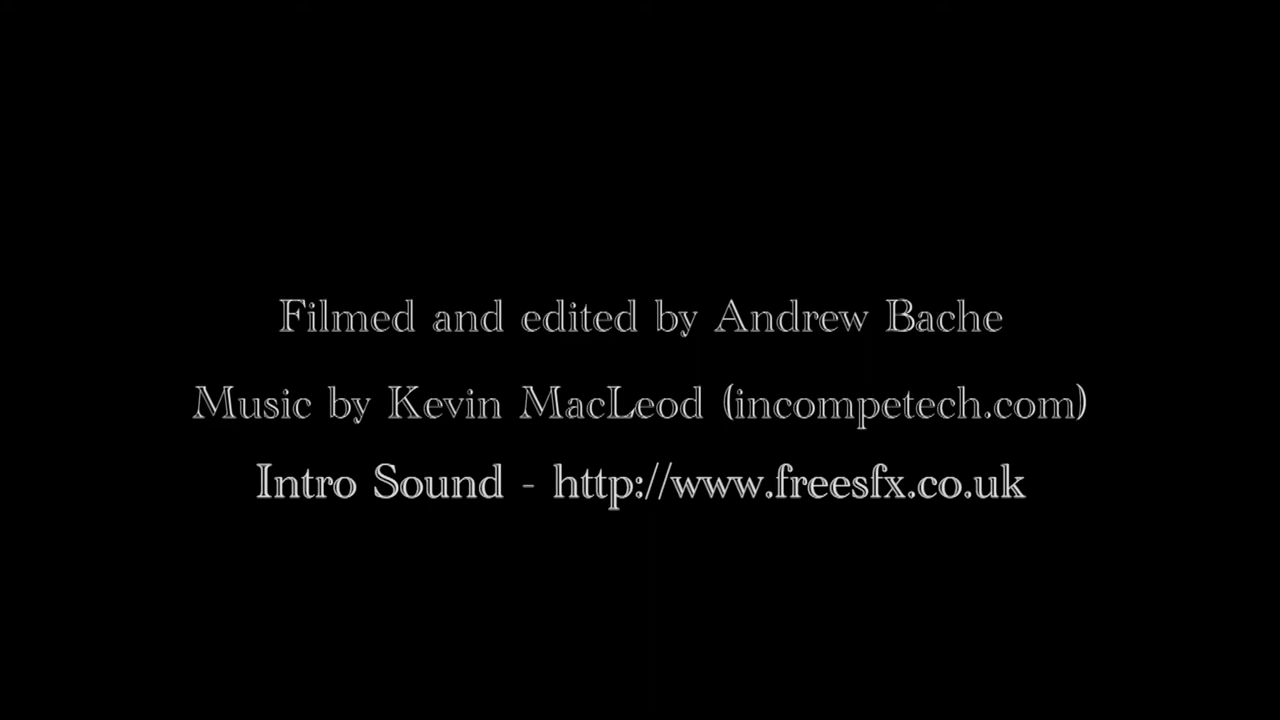 Filmed and edited by Andrew Bache
Music by Kevin MacLeod (incompetech.com)
Intro Sound - http://www.freesfx.co.uk